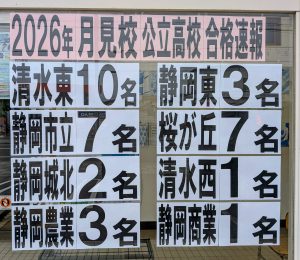 2026年 月見校 公立高校 合格速報
清水東10名 静岡東3名
静岡市立7名 桜が丘7名
静岡城北2名 清水西1名
静岡農業3名 静岡商業1名